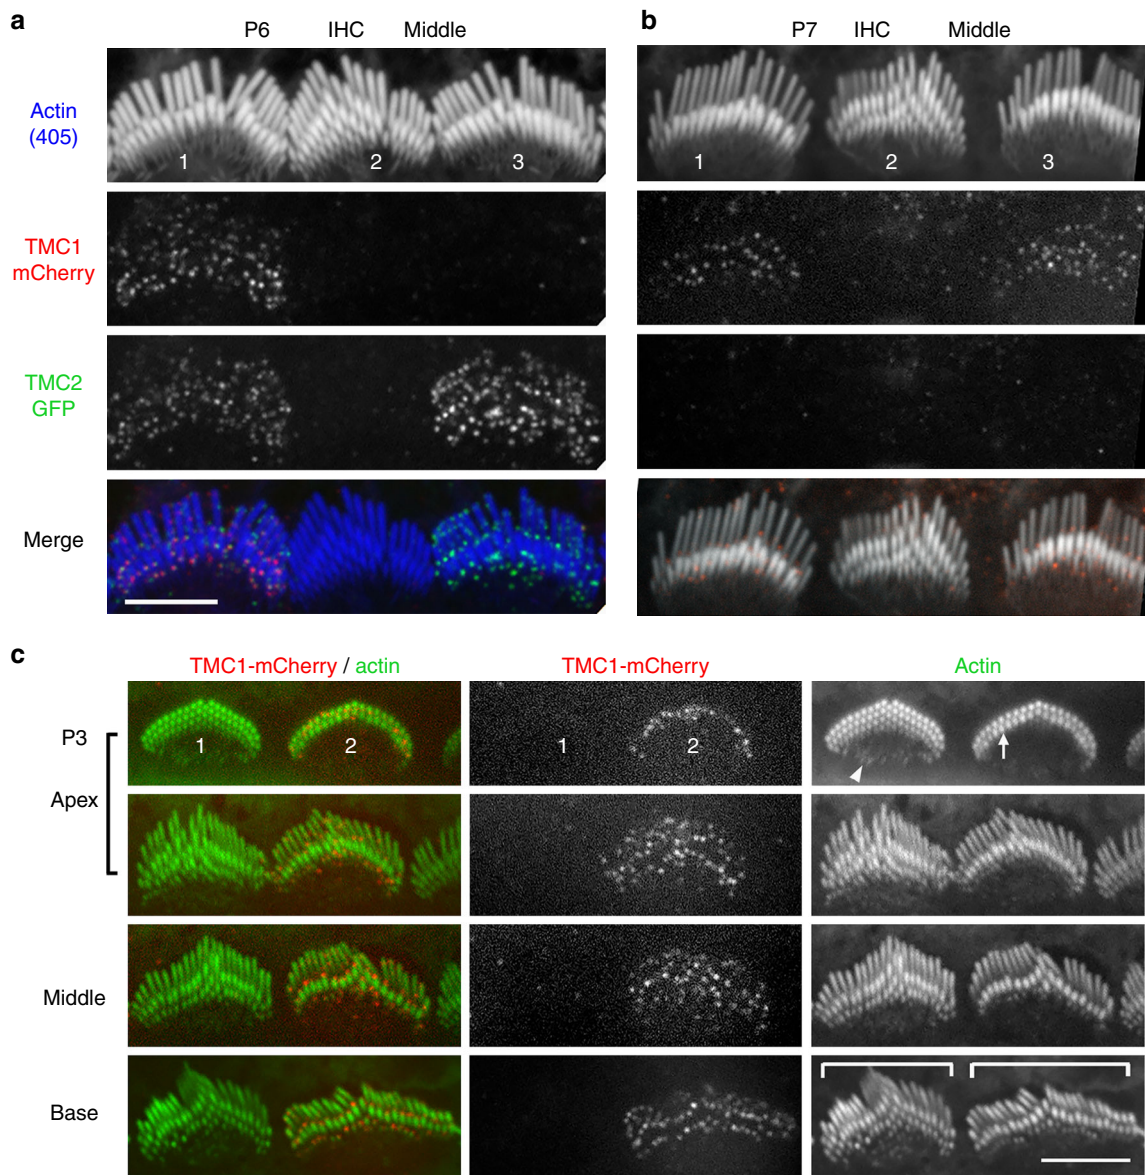 a
P6 IHC Middle
Actin
(405)
1 2 3
TMC1
mCherry
TMC2
GFP
Merge
b
P7 IHC Middle
1 2 3
c
TMC1-mCherry / actin
TMC1-mCherry
Actin
P3
Apex
1 2
1 2
Middle
Base